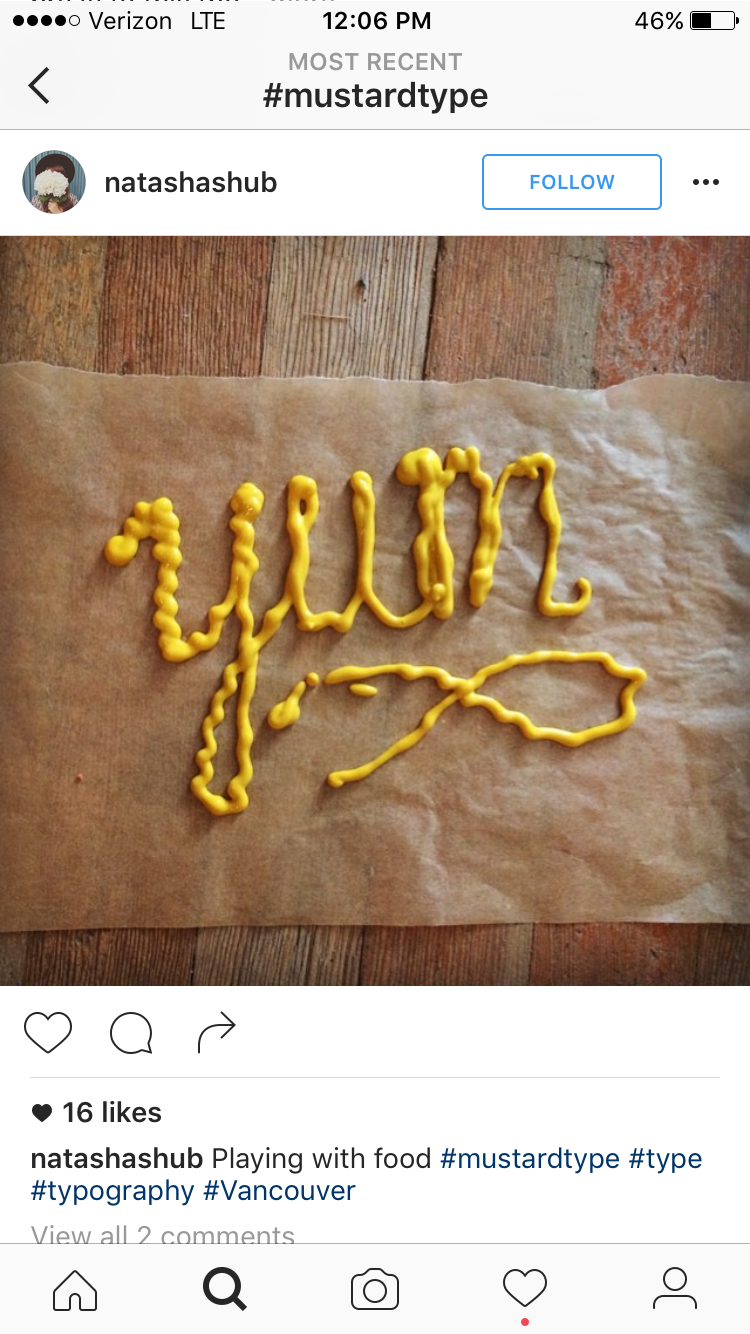 Verizon LTE 12:06 PM 46%
MOST RECENT
#mustardtype
natashashub FOLLOW
yum
16 likes
natashashub Playing with food #mustardtype #type
#typography #Vancouver
View all 2 comments